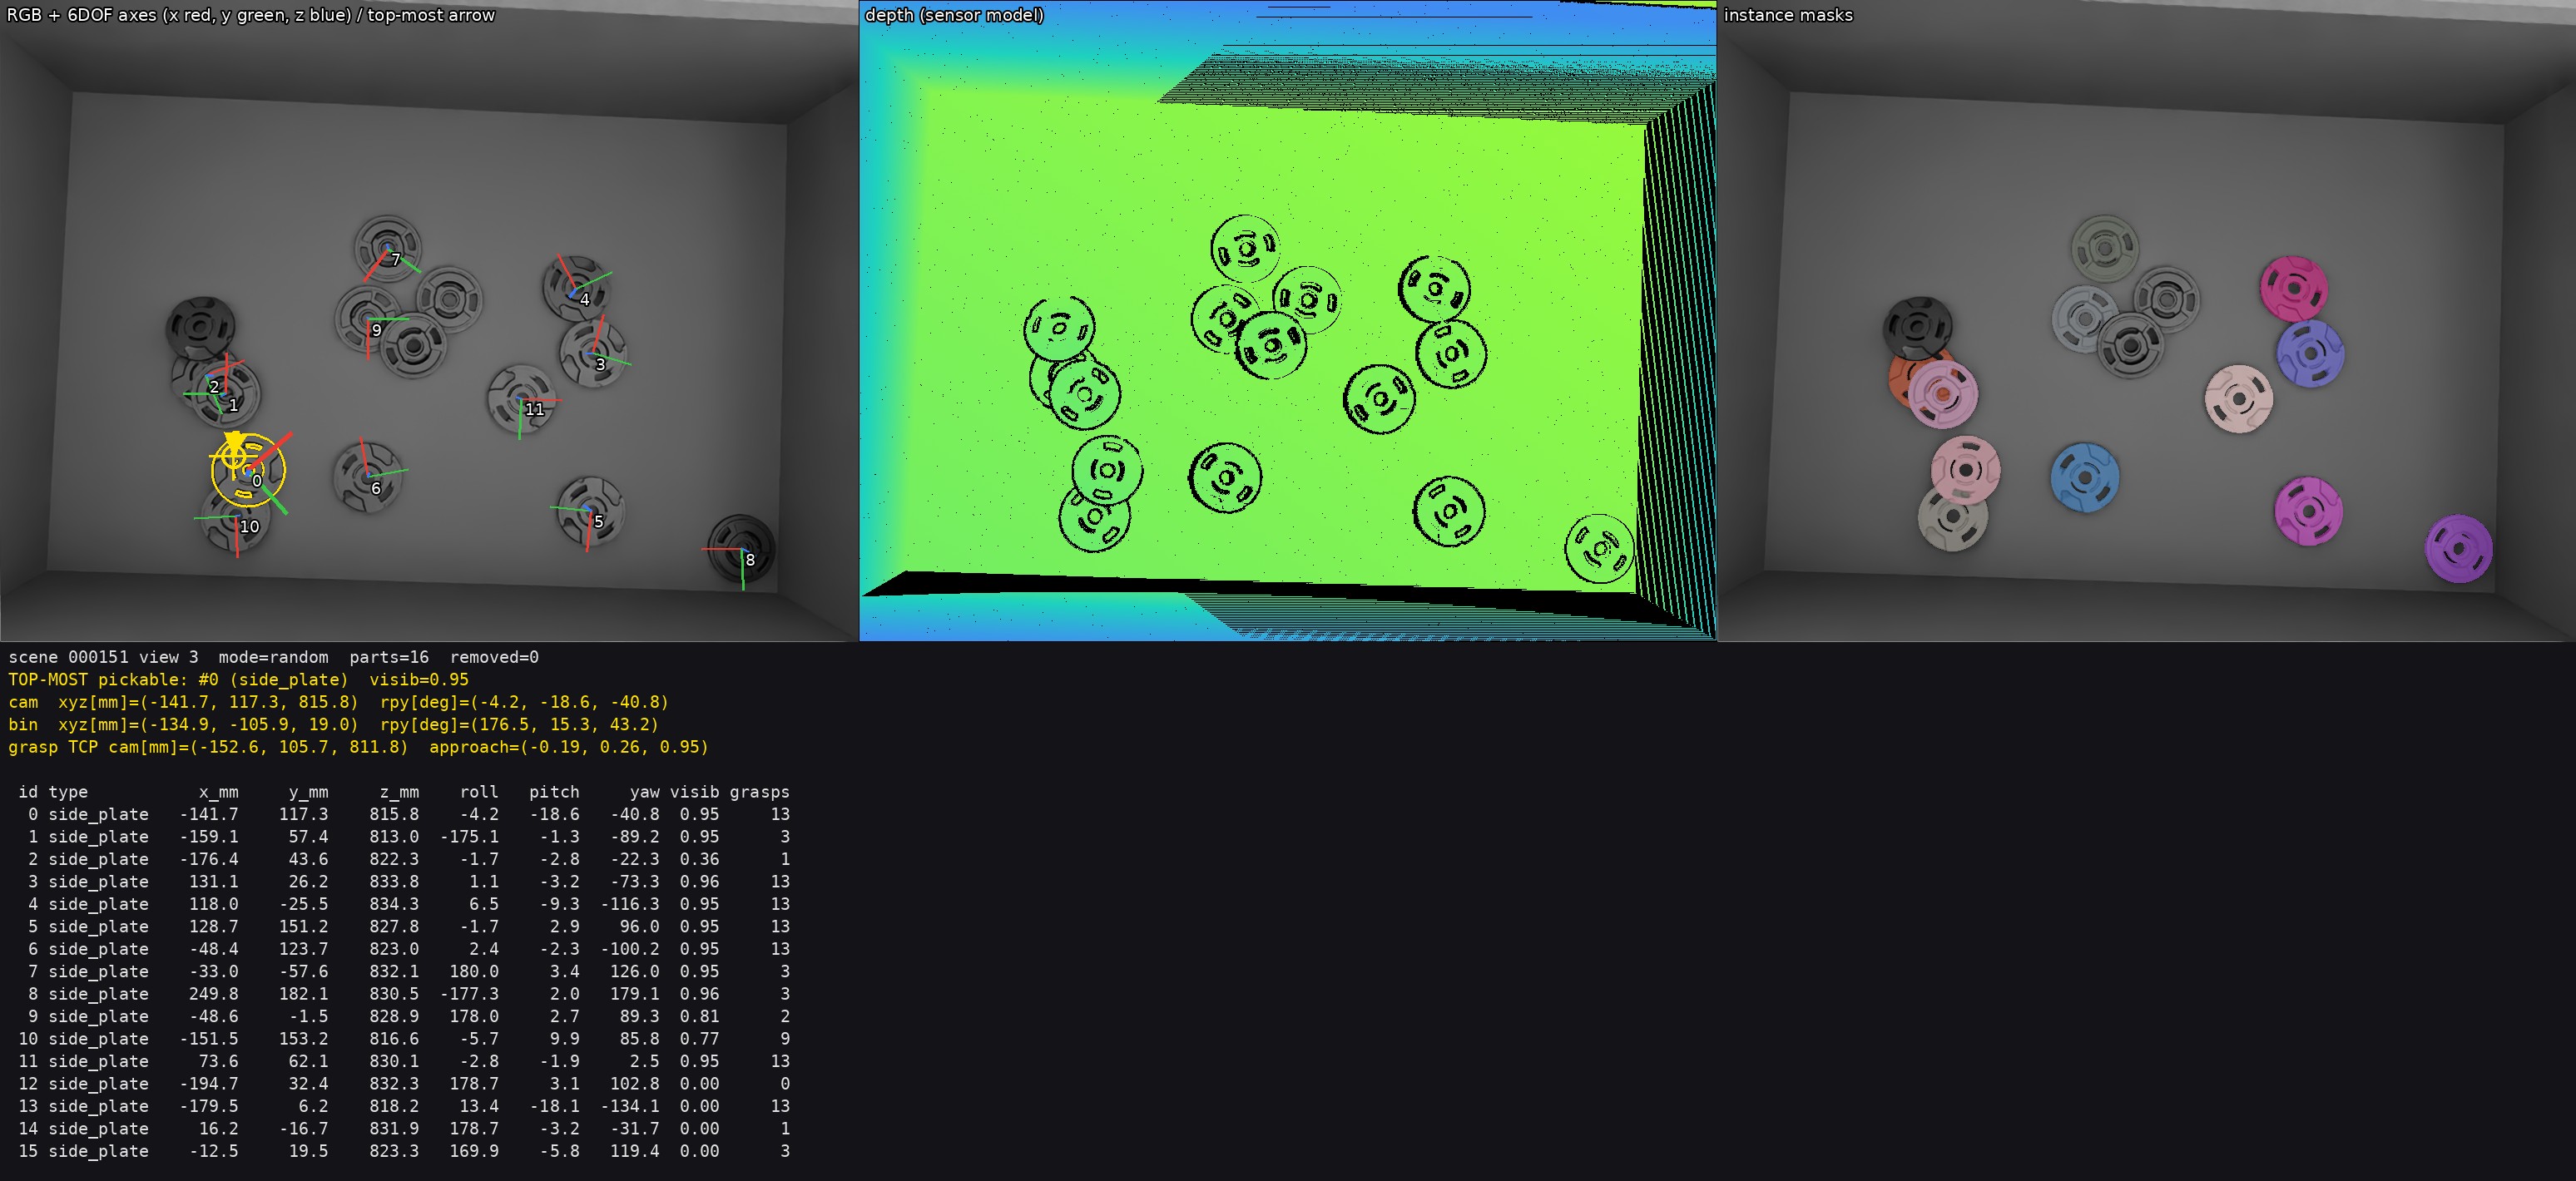 RGB + 6DOF axes (x red, y green, z blue) / top-most arrow
depth (sensor model)
instance masks
7
4
9
3
2
1
11
0
6
10
5
8
scene 000151 view 3  mode=random  parts=16  removed=0
TOP-MOST pickable: #0 (side_plate)  visib=0.95
cam  xyz[mm]=(-141.7, 117.3, 815.8)  rpy[deg]=(-4.2, -18.6, -40.8)
bin  xyz[mm]=(-134.9, -105.9, 19.0)  rpy[deg]=(176.5, 15.3, 43.2)
grasp TCP cam[mm]=(-152.6, 105.7, 811.8)  approach=(-0.19, 0.26, 0.95)
id type x_mm y_mm z_mm roll pitch yaw visib grasps
0 side_plate -141.7 117.3 815.8 -4.2 -18.6 -40.8 0.95 13
1 side_plate -159.1 57.4 813.0 -175.1 -1.3 -89.2 0.95 3
2 side_plate -176.4 43.6 822.3 -1.7 -2.8 -22.3 0.36 1
3 side_plate 131.1 26.2 833.8 1.1 -3.2 -73.3 0.96 13
4 side_plate 118.0 -25.5 834.3 6.5 -9.3 -116.3 0.95 13
5 side_plate 128.7 151.2 827.8 -1.7 2.9 96.0 0.95 13
6 side_plate -48.4 123.7 823.0 2.4 -2.3 -100.2 0.95 13
7 side_plate -33.0 -57.6 832.1 180.0 3.4 126.0 0.95 3
8 side_plate 249.8 182.1 830.5 -177.3 2.0 179.1 0.96 3
9 side_plate -48.6 -1.5 828.9 178.0 2.7 89.3 0.81 2
10 side_plate -151.5 153.2 816.6 -5.7 9.9 85.8 0.77 9
11 side_plate 73.6 62.1 830.1 -2.8 -1.9 2.5 0.95 13
12 side_plate -194.7 32.4 832.3 178.7 3.1 102.8 0.00 0
13 side_plate -179.5 6.2 818.2 13.4 -18.1 -134.1 0.00 13
14 side_plate 16.2 -16.7 831.9 178.7 -3.2 -31.7 0.00 1
15 side_plate -12.5 19.5 823.3 169.9 -5.8 119.4 0.00 3